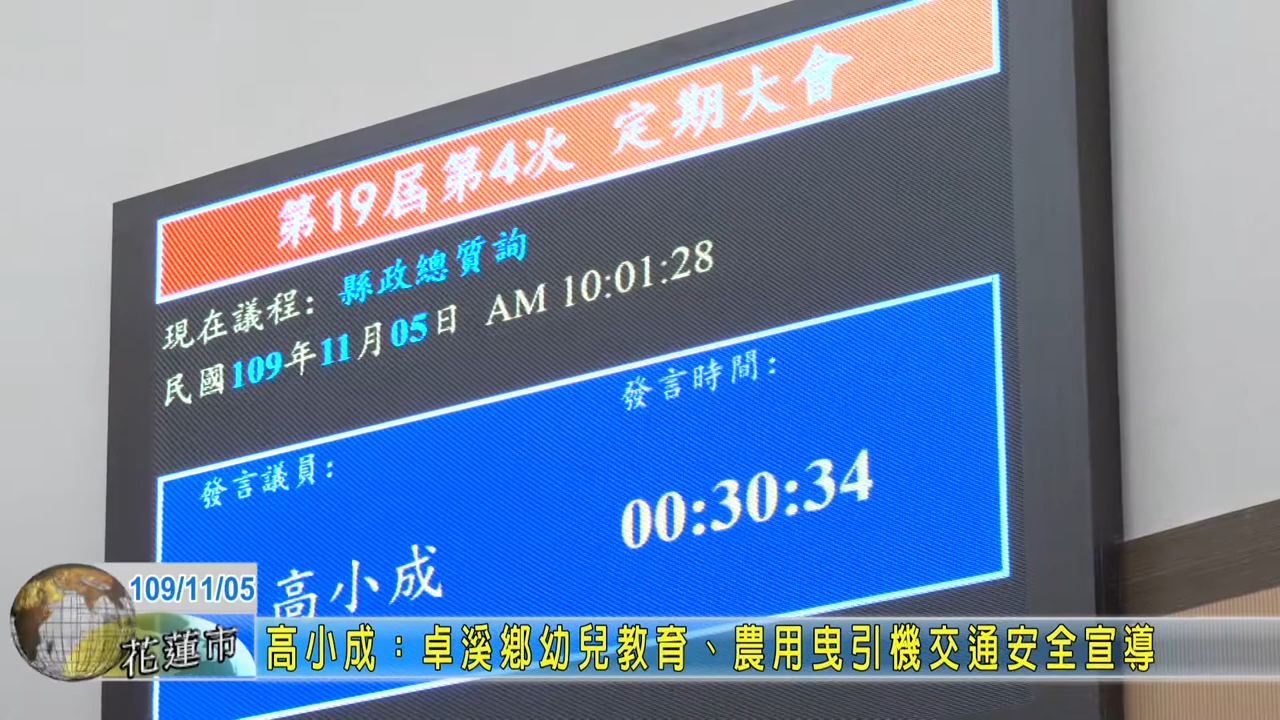 第19屆第4次 定期大會
現在議程: 縣政總質詢
民國109年11月05日 AM 10:01:28
發言時間:
發言議員:
00:30:34
高小成
109/11/05
花蓮市
高小成：卓溪鄉幼兒教育、農用曳引機交通安全宣導